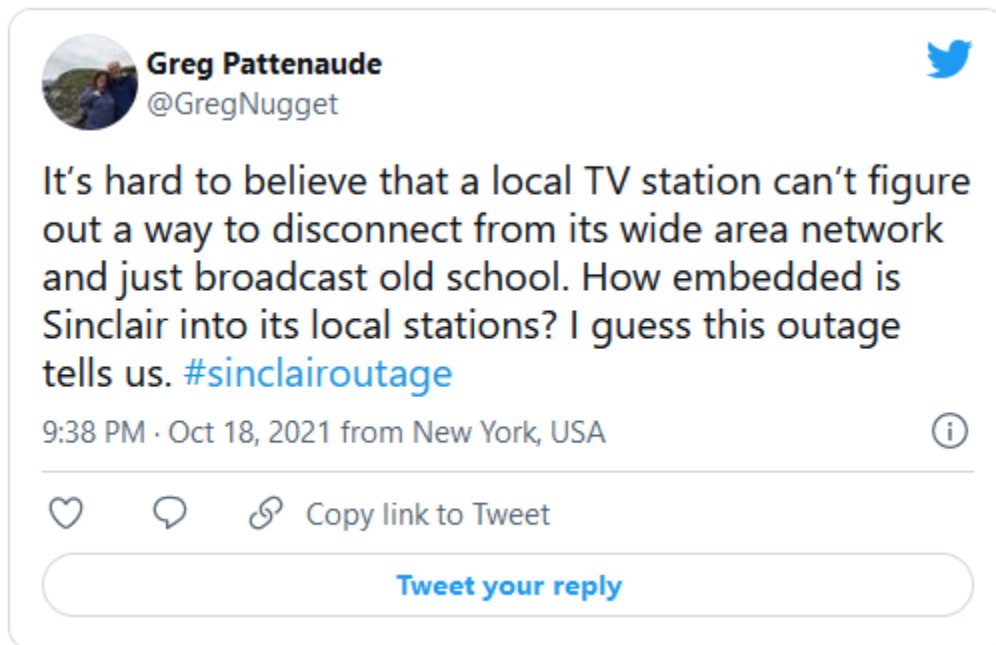 Greg Pattenaude
@GregNugget
It’s hard to believe that a local TV station can’t figure
out a way to disconnect from its wide area network
and just broadcast old school. How embedded is
Sinclair into its local stations? I guess this outage
tells us. #sinclairoutage
9:38 PM · Oct 18, 2021 from New York, USA
Copy link to Tweet
Tweet your reply